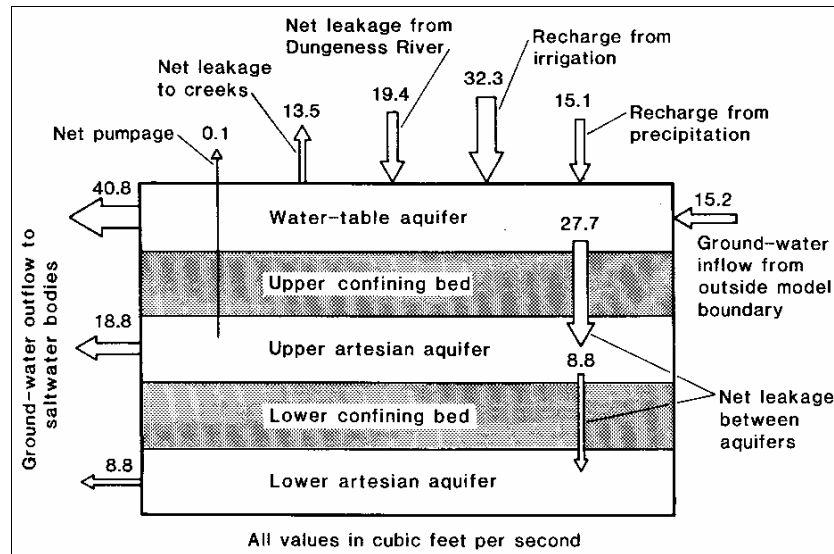 Net leakage from
Dungeness River
Recharge from
irrigation
Net leakage
to creeks
32.3
19.4
15.1
13.5
Recharge from
precipitation
Net pumpage
0.1
40.8
15.2
Water-table aquifer
27.7
Ground-water
inflow from
outside model
boundary
Upper confining bed
Ground-water outflow to
saltwater bodies
18.8
Upper artesian aquifer
8.8
Net leakage
between
aquifers
Lower confining bed
8.8
Lower artesian aquifer
All values in cubic feet per second